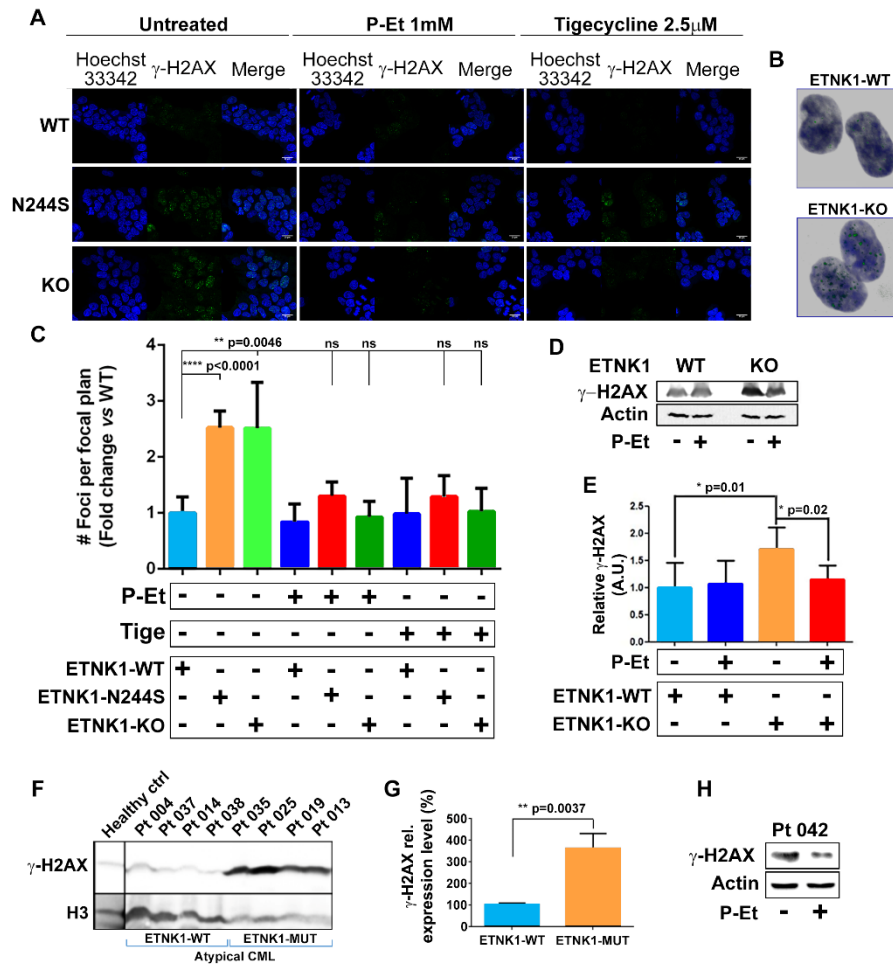 A
Untreated P-Et 1mM Tigecycline 2.5μM
Hoechst 33342 γ-H2AX Merge Hoechst 33342 γ-H2AX Merge Hoechst 33342 γ-H2AX Merge
WT
N244S
KO
B
ETNK1-WT
ETNK1-KO
C
** p=0.0046 ns ns ns ns
**** p<0.0001
# Foci per focal plan
(Fold change vs WT)
4
3
2
1
0
P-Et - - - + + + - - -
Tige - - - - - - + + +
ETNK1-WT + - - + - - + - -
ETNK1-N244S - + - - + - - + -
ETNK1-KO - - + - - + - - +
D
ETNK1 WT KO
γ-H2AX
Actin
P-Et - + - +
E
* p=0.01
* p=0.02
Relative γ-H2AX
(A.U.)
2.5
2.0
1.5
1.0
0.5
0.0
P-Et - + - +
ETNK1-WT + + - -
ETNK1-KO - - + +
F
Healthy ctrl Pt 004 Pt 037 Pt 014 Pt 038 Pt 035 Pt 025 Pt 019 Pt 013
γ-H2AX
H3
ETNK1-WT ETNK1-MUT
Atypical CML
G
** p=0.0037
γ-H2AX rel.
expression level (%)
500
400
300
200
100
0
ETNK1-WT ETNK1-MUT
H
Pt 042
γ-H2AX
Actin
P-Et - +